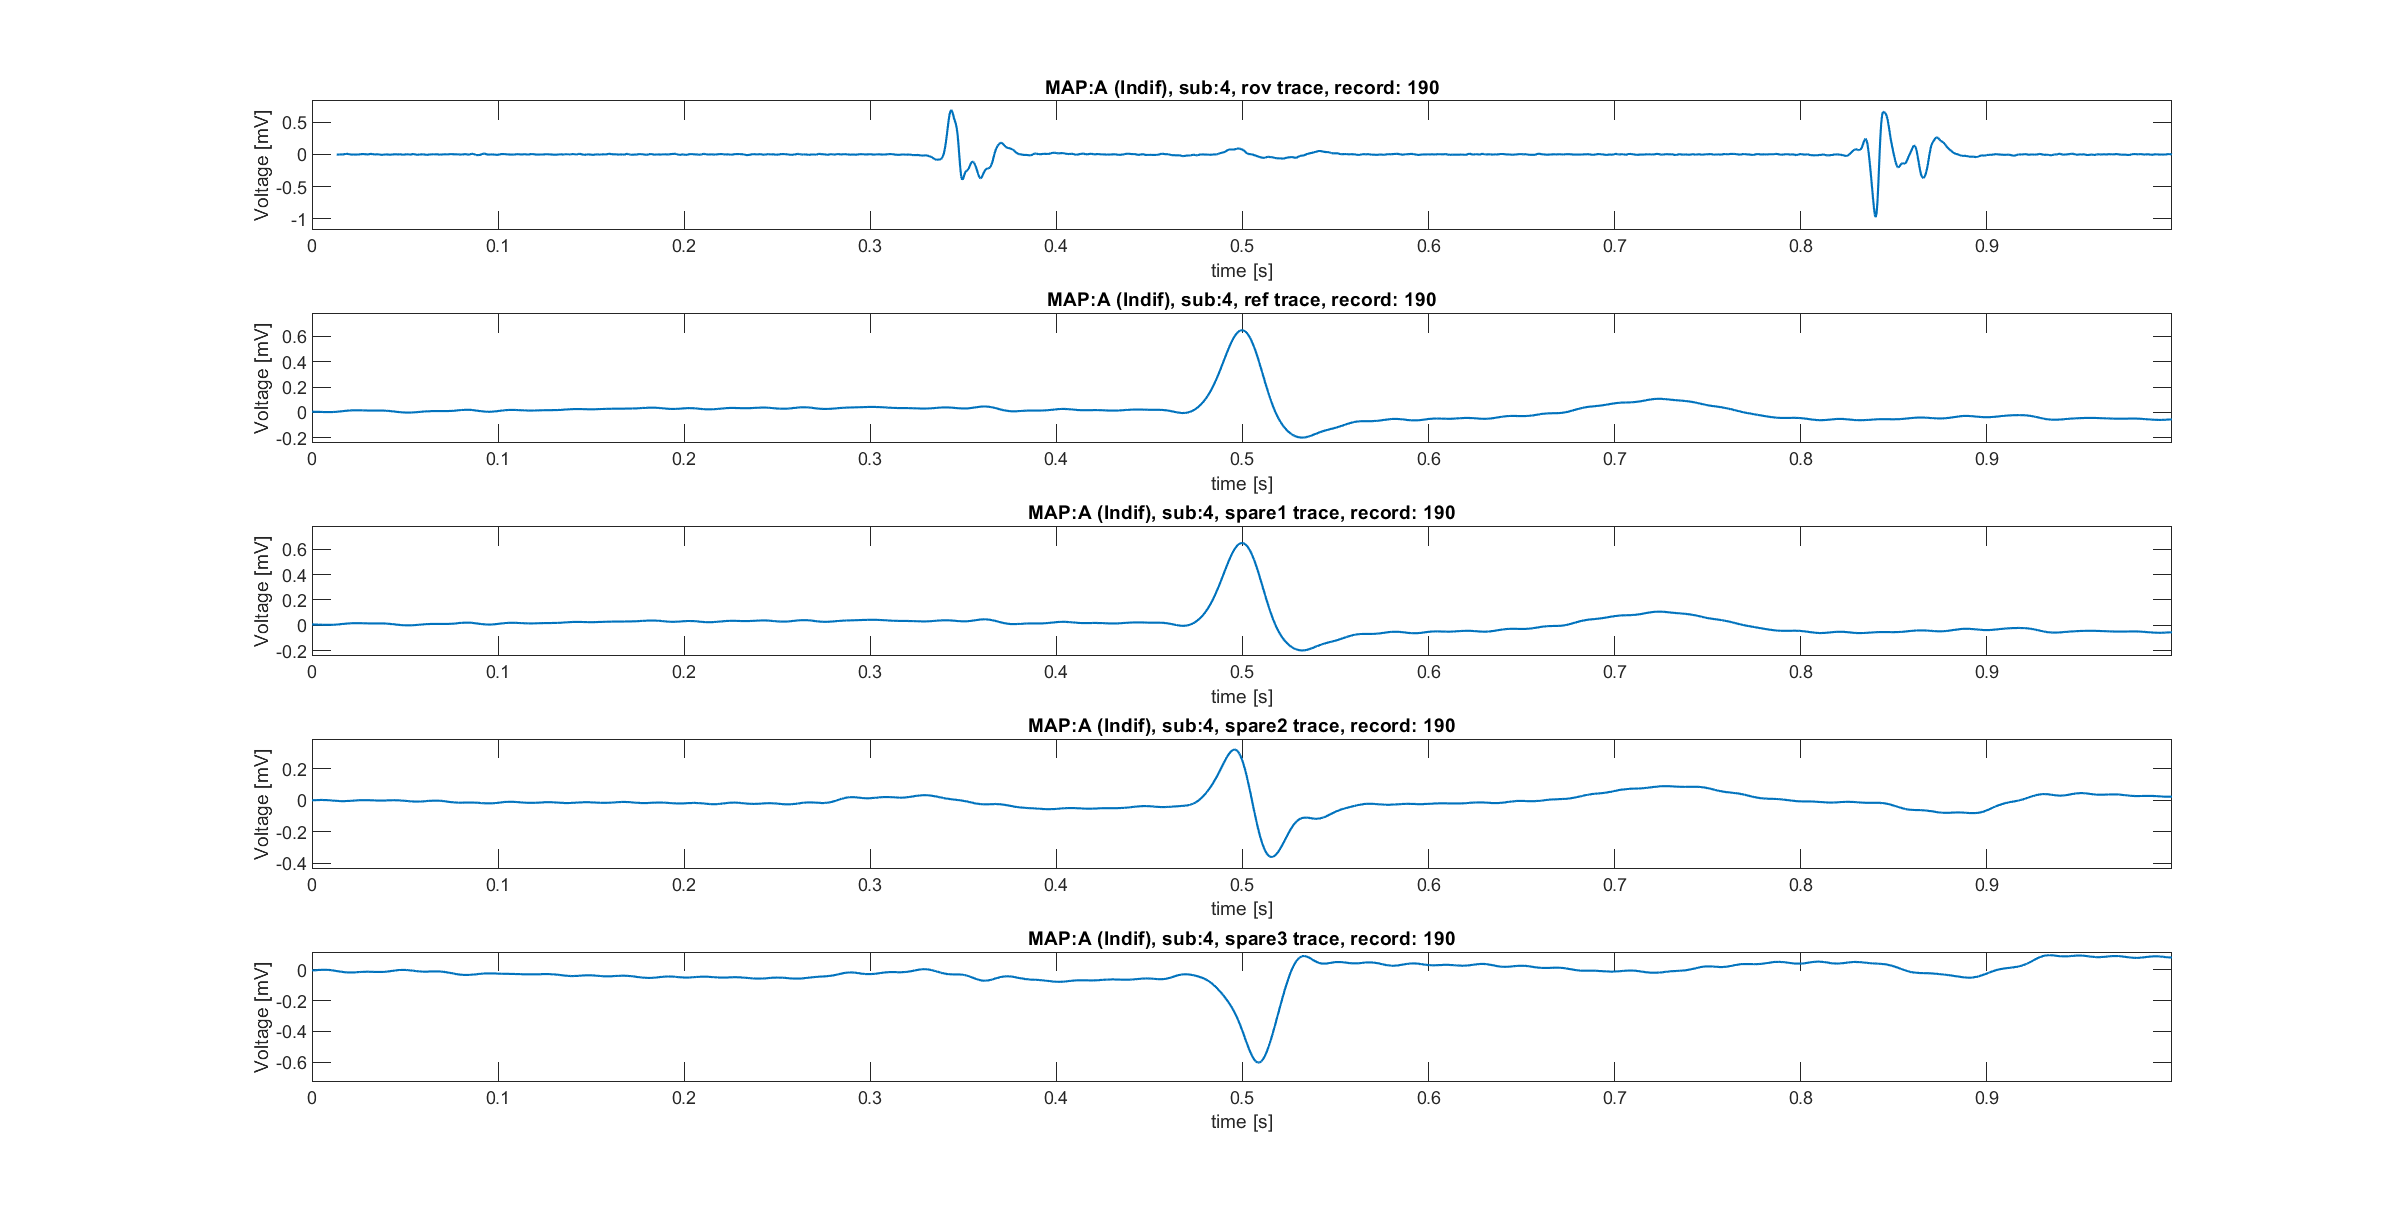 MAP:A (Indif), sub:4, rov trace, record: 190
Voltage [mV]
0.5
0
-0.5
-1
0 0.1 0.2 0.3 0.4 0.5 0.6 0.7 0.8 0.9
time [s]
MAP:A (Indif), sub:4, ref trace, record: 190
Voltage [mV]
0.6
0.4
0.2
0
-0.2
0 0.1 0.2 0.3 0.4 0.5 0.6 0.7 0.8 0.9
time [s]
MAP:A (Indif), sub:4, spare1 trace, record: 190
Voltage [mV]
0.6
0.4
0.2
0
-0.2
0 0.1 0.2 0.3 0.4 0.5 0.6 0.7 0.8 0.9
time [s]
MAP:A (Indif), sub:4, spare2 trace, record: 190
Voltage [mV]
0.2
0
-0.2
-0.4
0 0.1 0.2 0.3 0.4 0.5 0.6 0.7 0.8 0.9
time [s]
MAP:A (Indif), sub:4, spare3 trace, record: 190
Voltage [mV]
0
-0.2
-0.4
-0.6
0 0.1 0.2 0.3 0.4 0.5 0.6 0.7 0.8 0.9
time [s]